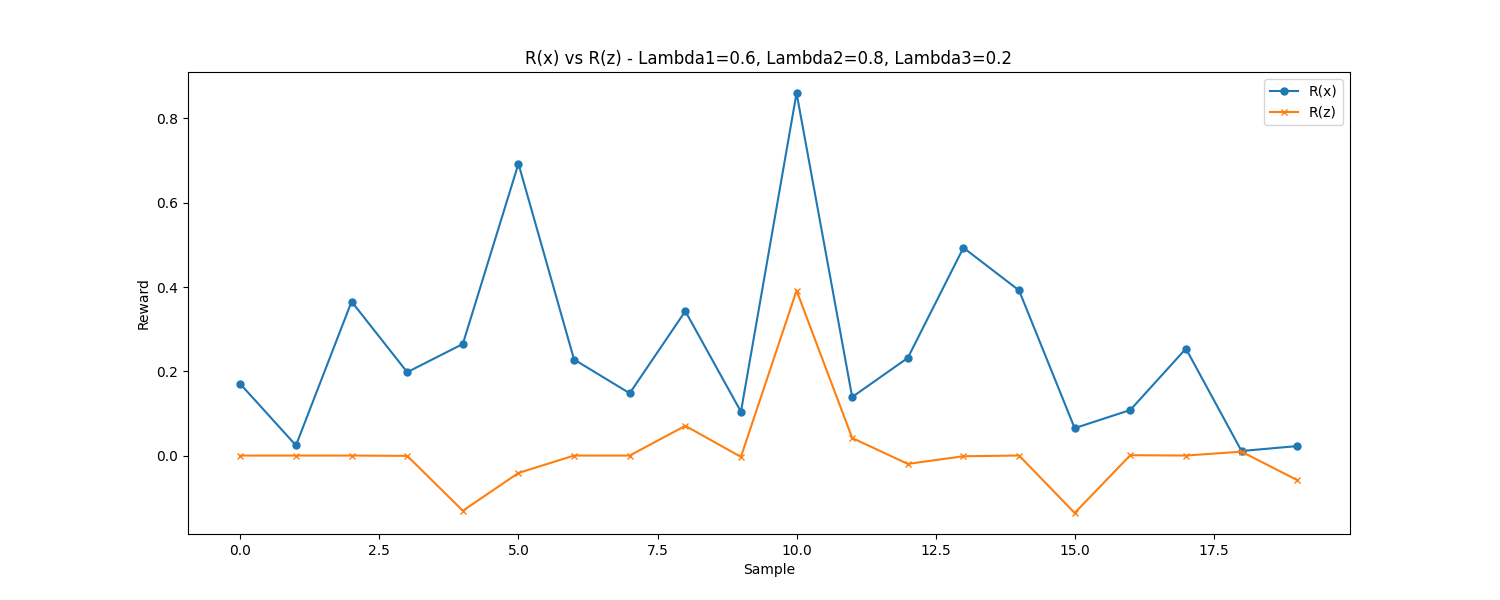 R(x) vs R(z) - Lambda1=0.6, Lambda2=0.8, Lambda3=0.2
R(x)
R(z)
Reward
0.8
0.6
0.4
0.2
0.0
0.0 2.5 5.0 7.5 10.0 12.5 15.0 17.5
Sample